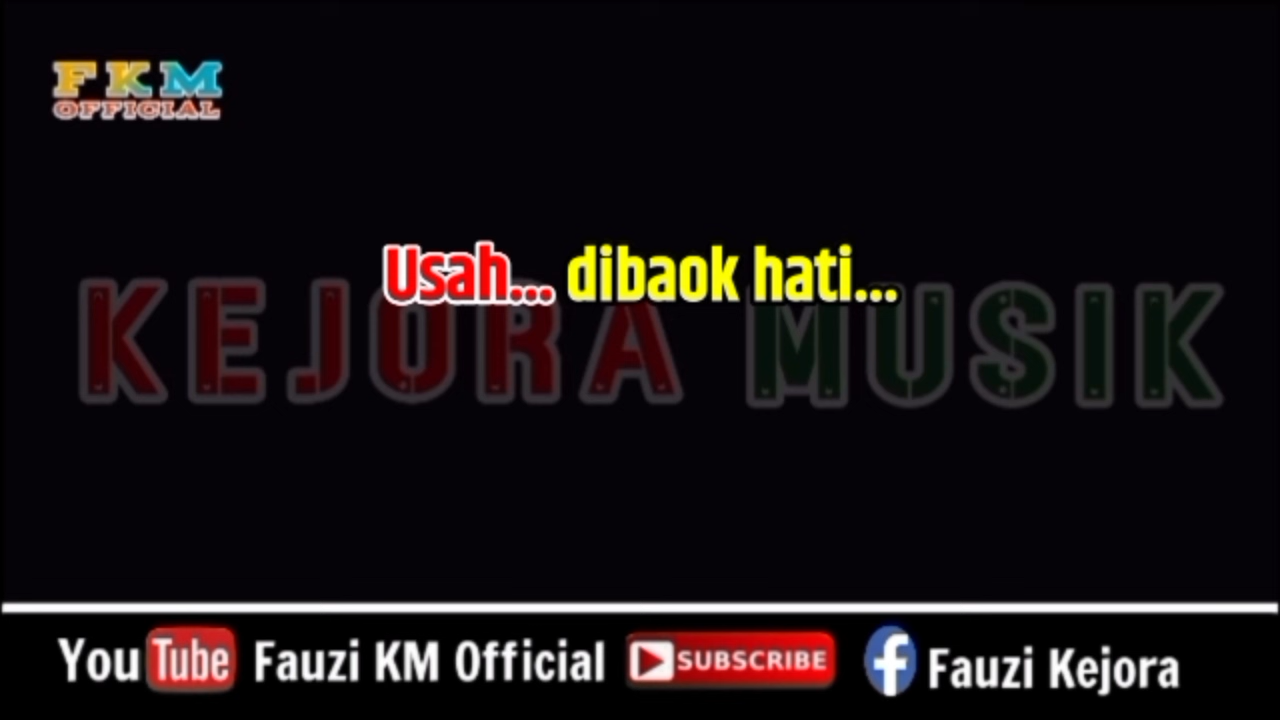 FKM
OFFICIAL
Usah... dibaok hati...
KEJORA MUSIK
YouTube Fauzi KM Official SUBSCRIBE f Fauzi Kejora